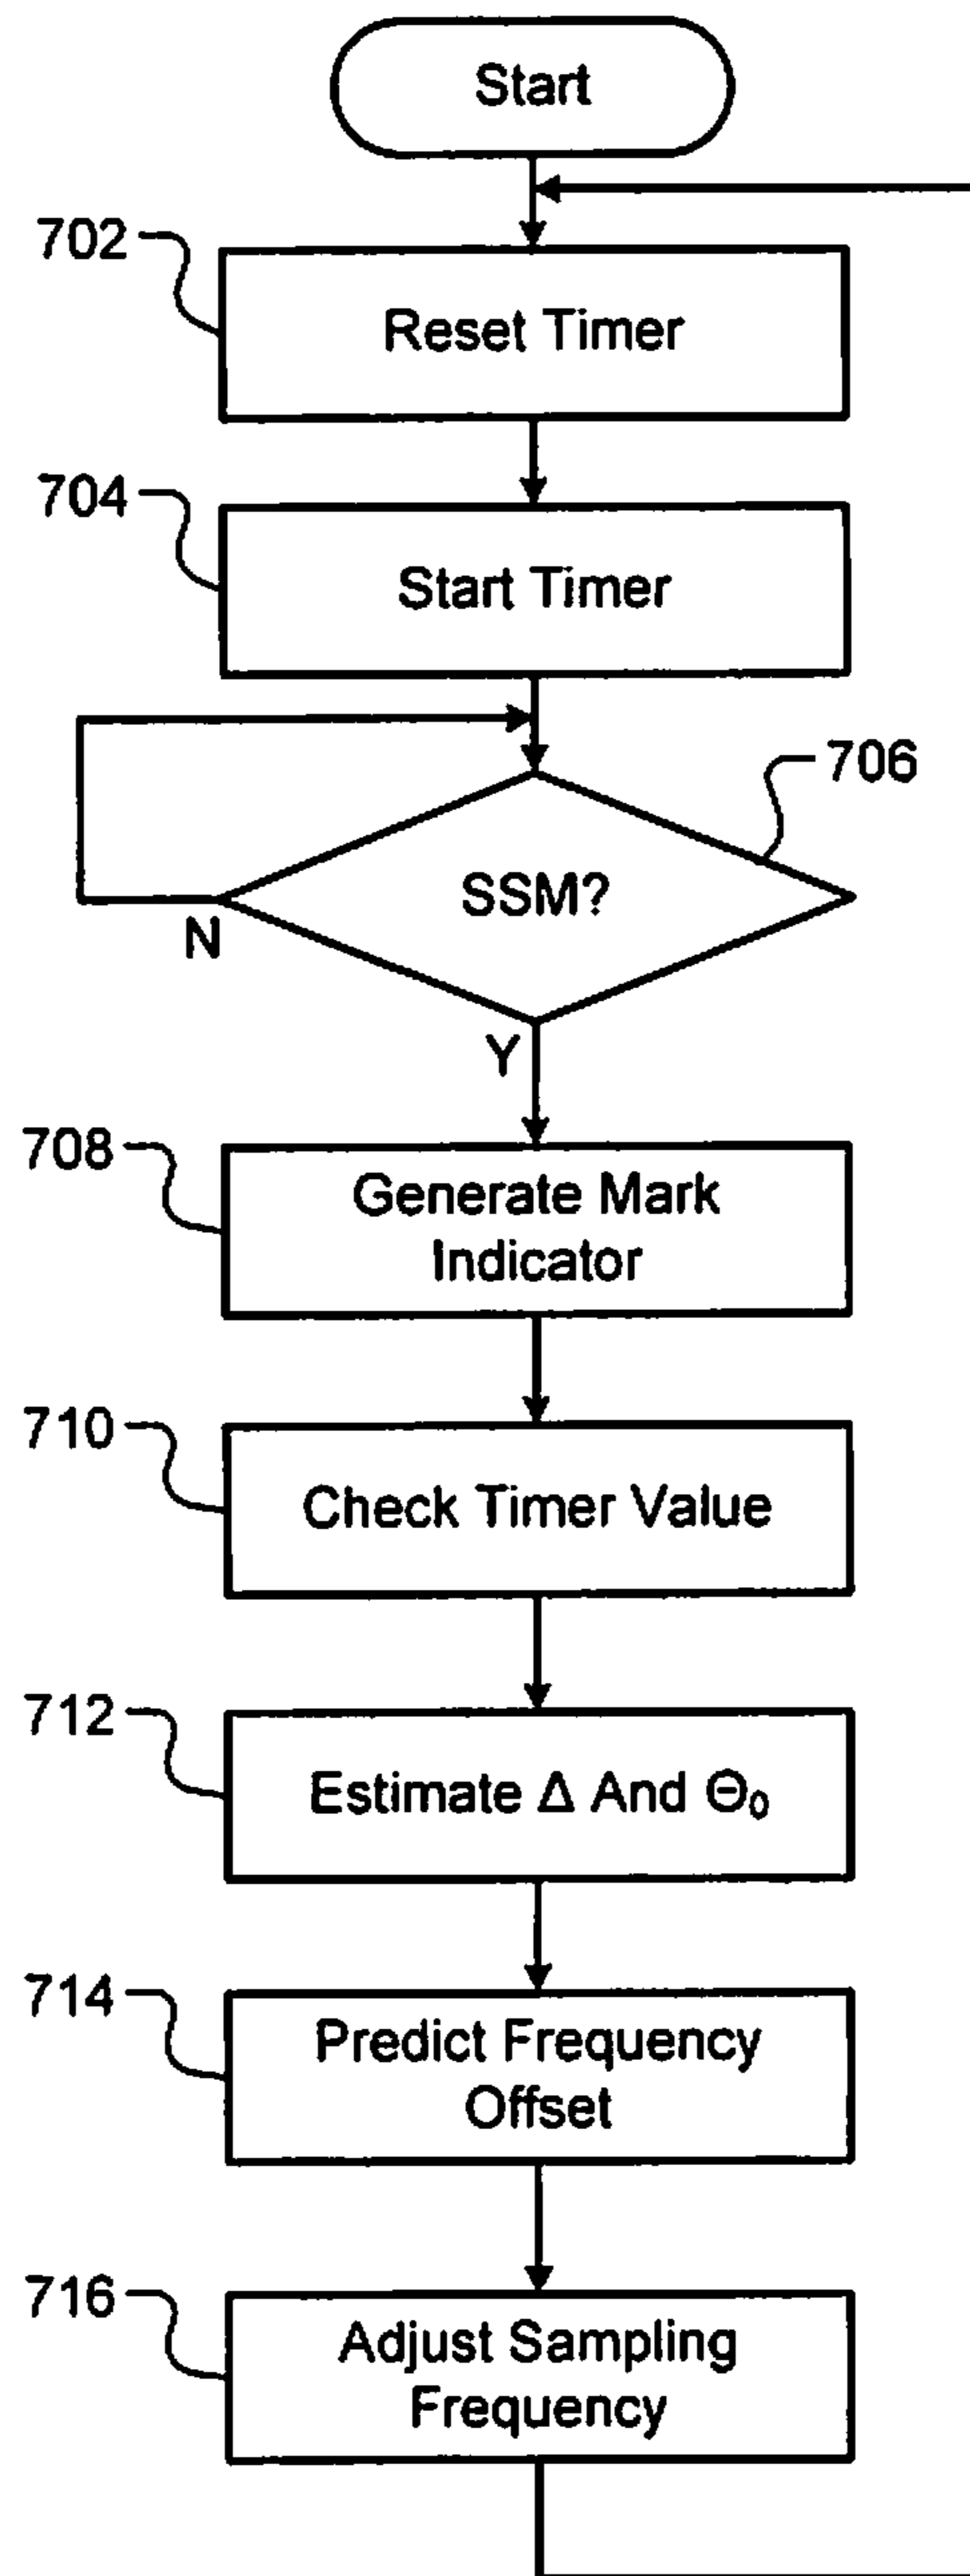 Start
702
Reset Timer
704
Start Timer
706
SSM?
N
Y
708
Generate Mark
Indicator
710
Check Timer Value
712
Estimate Δ And Θ₀
714
Predict Frequency
Offset
716
Adjust Sampling
Frequency